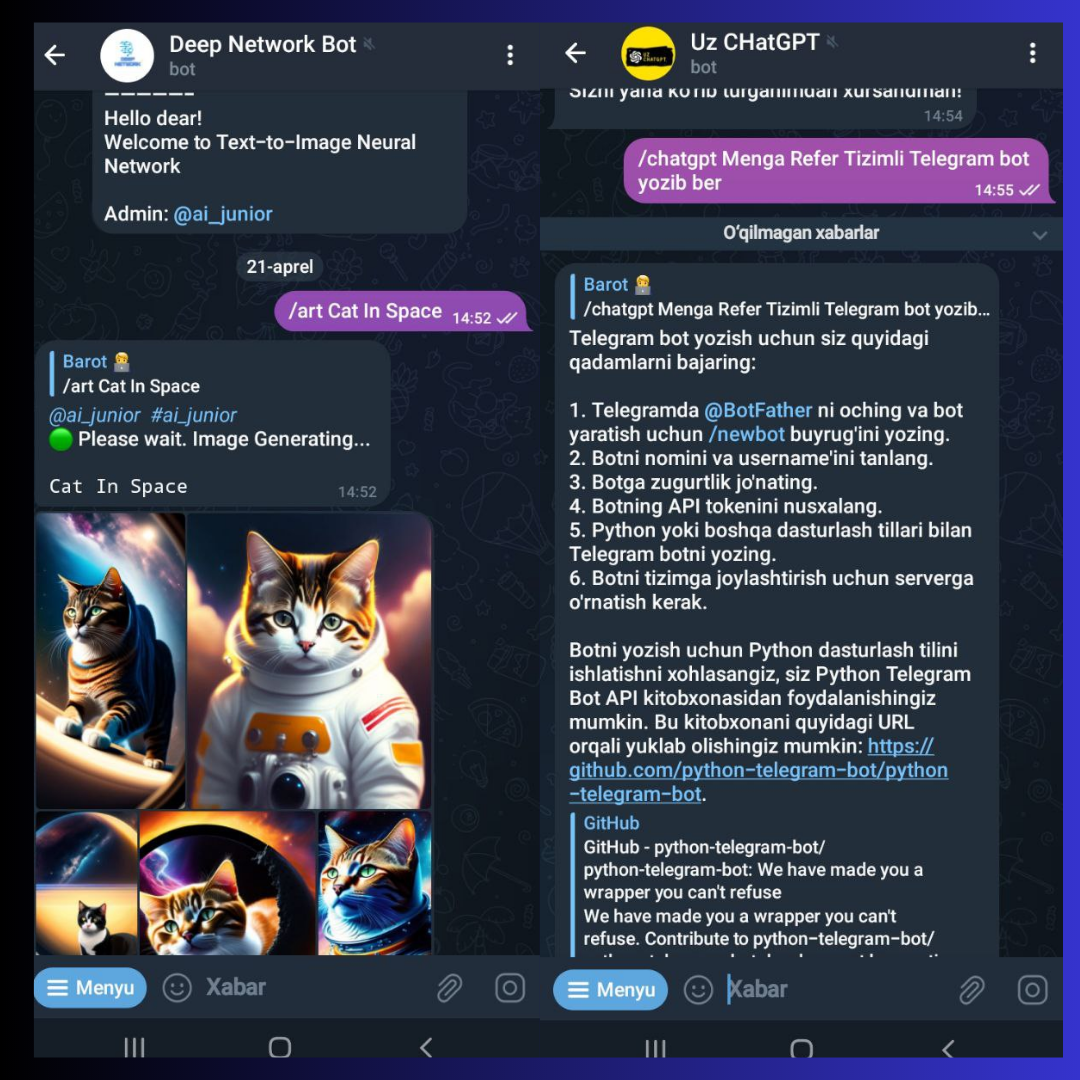 Deep Network Bot
bot
Hello dear!
Welcome to Text-to-Image Neural
Network
Admin: @ai_junior
21-aprel
/art Cat In Space
14:52
Barot
/art Cat In Space
@ai_junior #ai_junior
Please wait. Image Generating...
Cat In Space
14:52
Menyu
Xabar
Uz CHatGPT
bot
Sizni yana ko'rib turganimdan xursandman!
14:54
/chatgpt Menga Refer Tizimli Telegram bot
yozib ber
14:55
O'qilmagan xabarlar
Barot
/chatgpt Menga Refer Tizimli Telegram bot yozib...
Telegram bot yozish uchun siz quyidagi
qadamlarni bajaring:
1. Telegramda @BotFather ni oching va bot
yaratish uchun /newbot buyrug'ini yozing.
2. Botni nomini va username'ini tanlang.
3. Botga zugurtlik jo'nating.
4. Botning API tokenini nusxalang.
5. Python yoki boshqa dasturlash tillari bilan
Telegram botni yozing.
6. Botni tizimga joylashtirish uchun serverga
o'rnatish kerak.
Botni yozish uchun Python dasturlash tilini
ishlatishni xohlasangiz, siz Python Telegram
Bot API kitobxonasidan foydalanishingiz
mumkin. Bu kitobxonani quyidagi URL
orqali yuklab olishingiz mumkin: https://
github.com/python-telegram-bot/python
-telegram-bot.
GitHub
GitHub - python-telegram-bot/
python-telegram-bot: We have made you a
wrapper you can't refuse
We have made you a wrapper you can't
refuse. Contribute to python-telegram-bot/
Menyu
Xabar